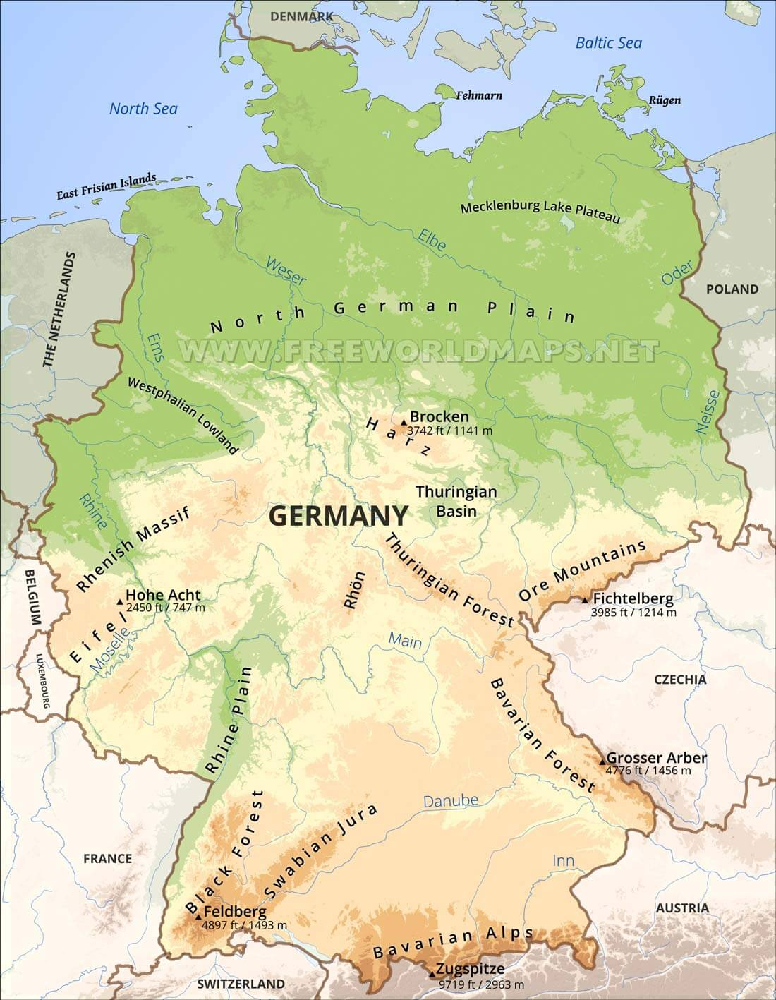 DENMARK
Baltic Sea
Fehmarn
Rügen
North Sea
East Frisian Islands
Mecklenburg Lake Plateau
Elbe
Weser
Oder
THE NETHERLANDS
POLAND
North German Plain
Ems
WWW.FREEWORLDMAPS.NET
Westphalian Lowland
Neisse
Brocken
3742 ft / 1141 m
Harz
Thuringian
Basin
Rhine
GERMANY
Rhenish Massif
Thuringian Forest
Ore Mountains
BELGIUM
Rhön
Hohe Acht
2450 ft / 747 m
Fichtelberg
3985 ft / 1214 m
Eifel
Moselle
Main
LUXEMBOURG
CZECHIA
Rhine Plain
Bavarian Forest
Grosser Arber
4776 ft / 1456 m
Danube
Black Forest
Swabian Jura
FRANCE
Inn
AUSTRIA
Feldberg
4897 ft / 1493 m
Bavarian Alps
Zugspitze
9719 ft / 2963 m
SWITZERLAND